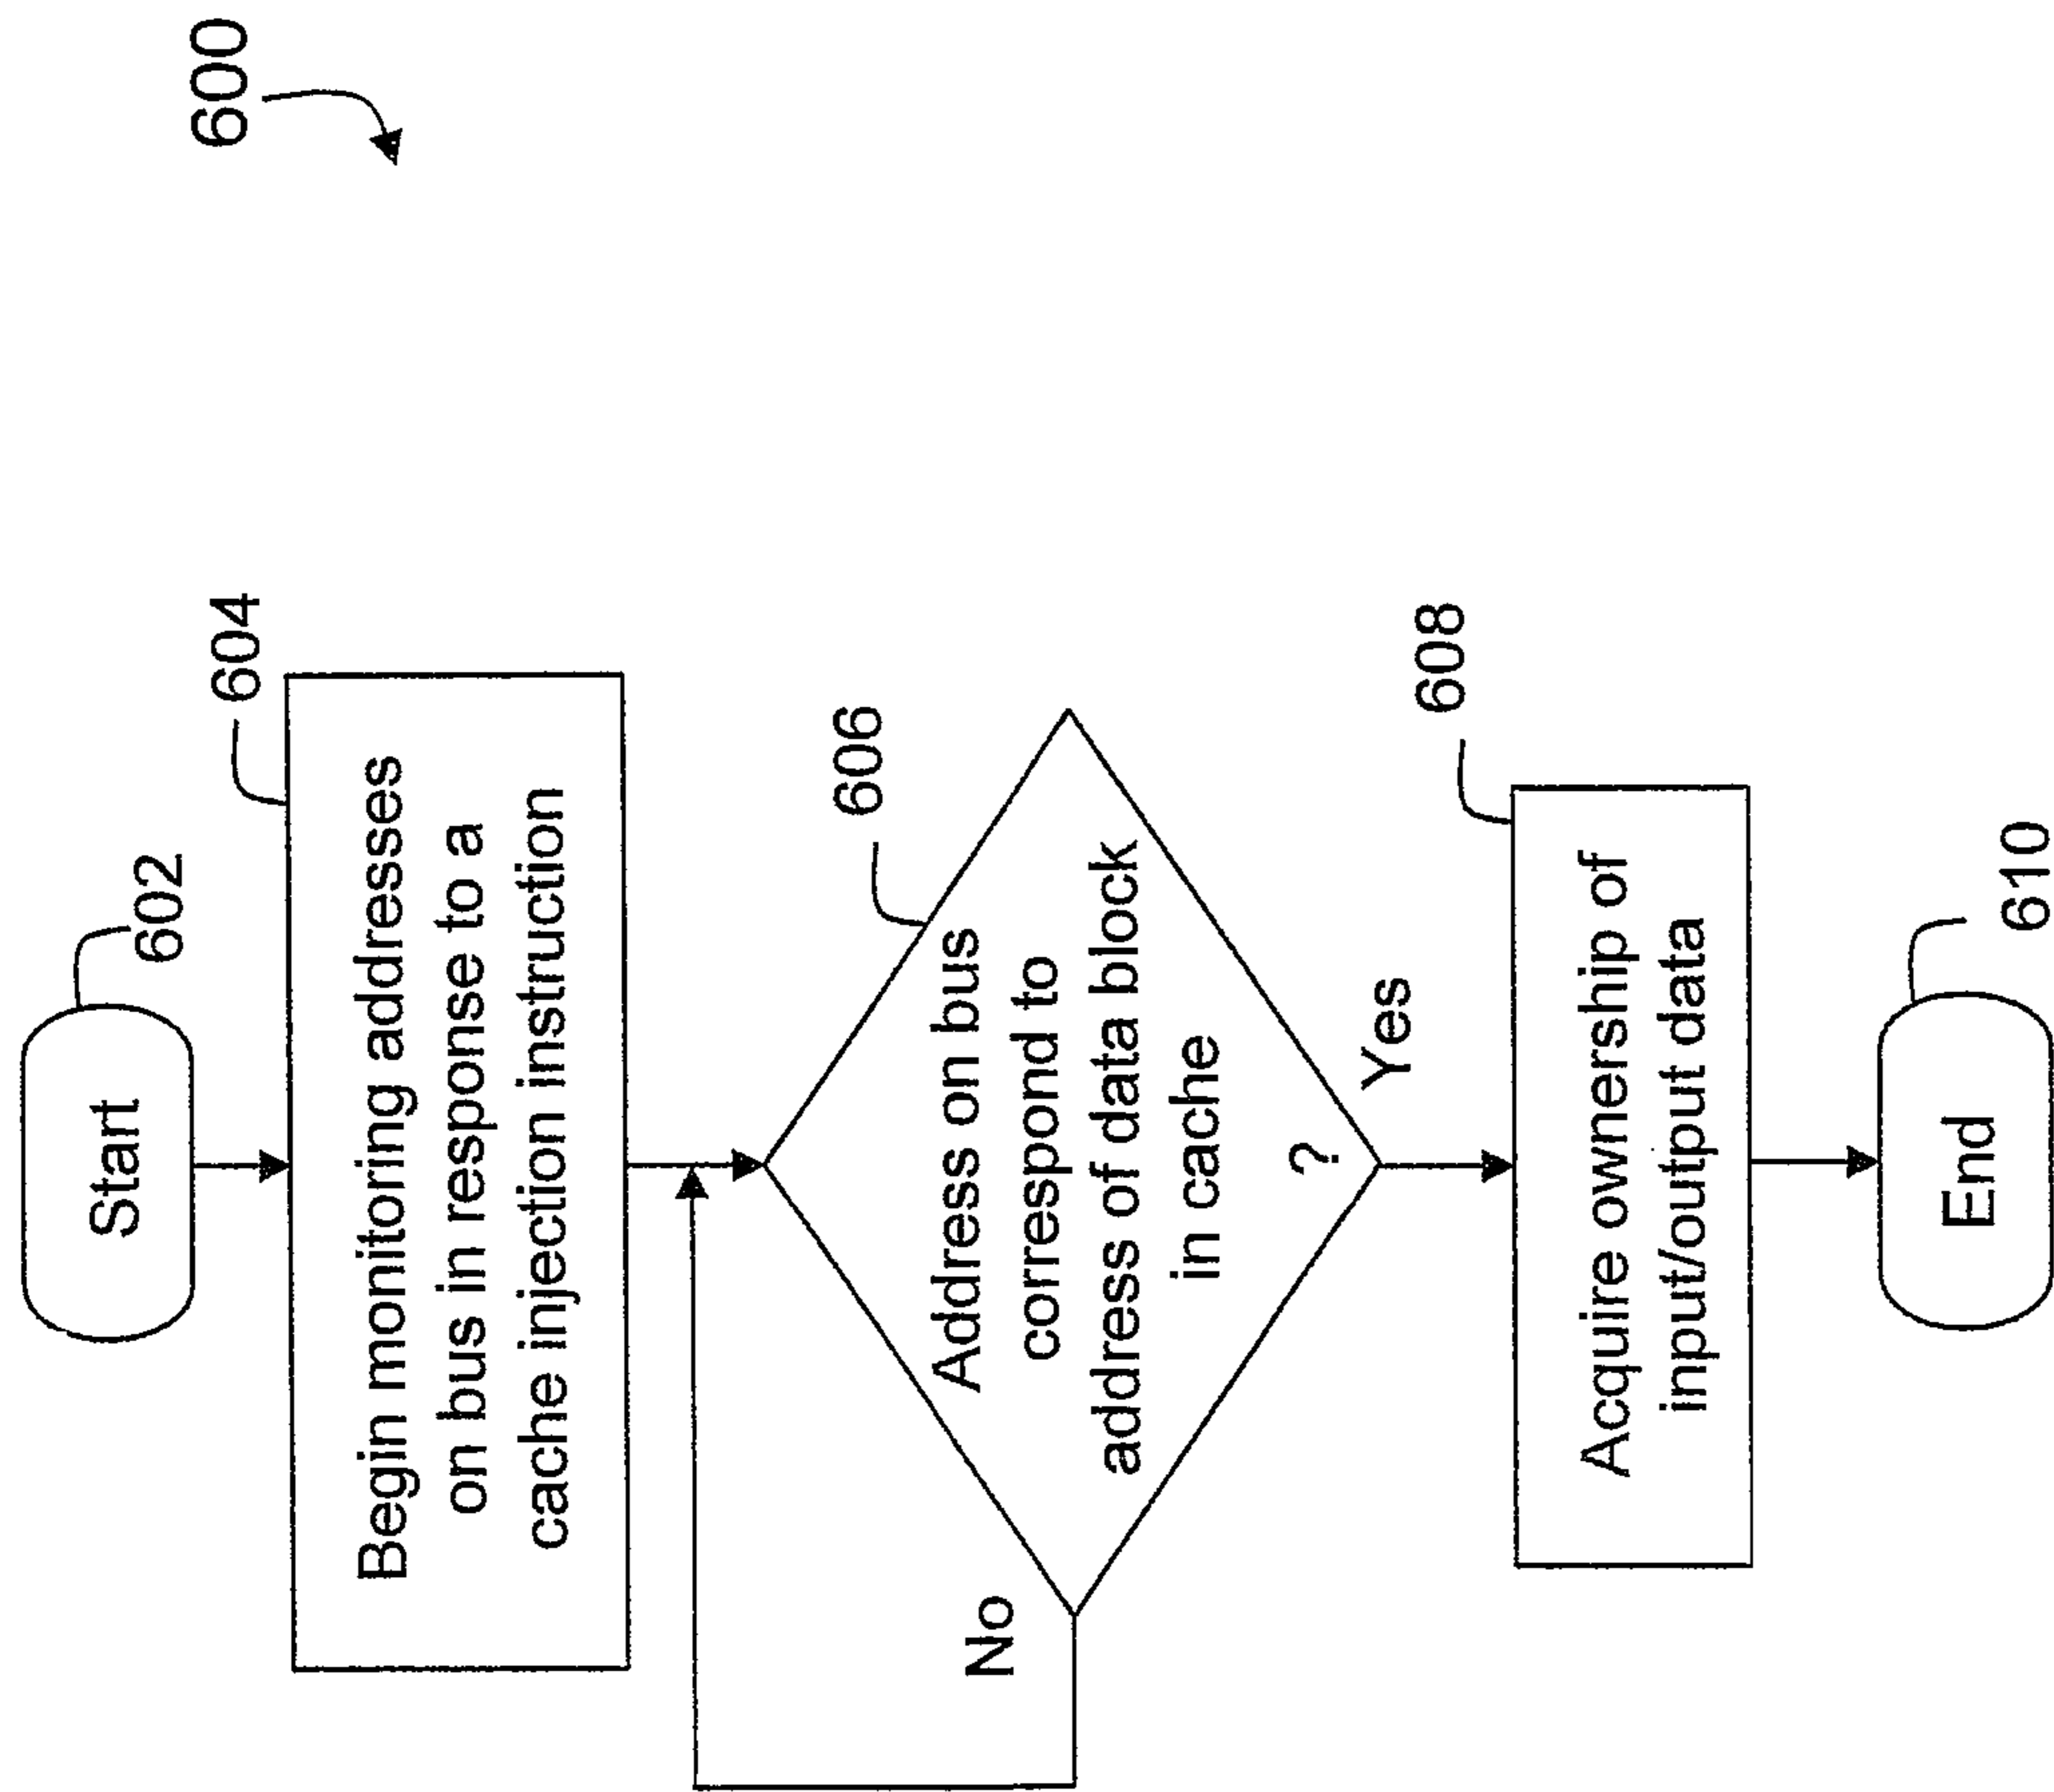 600
Start
602
604
Begin monitoring addresses
on bus in response to a
cache injection instruction
606
Address on bus
correspond to
address of data block
in cache
?
No
Yes
608
Acquire ownership of
input/output data
End
610